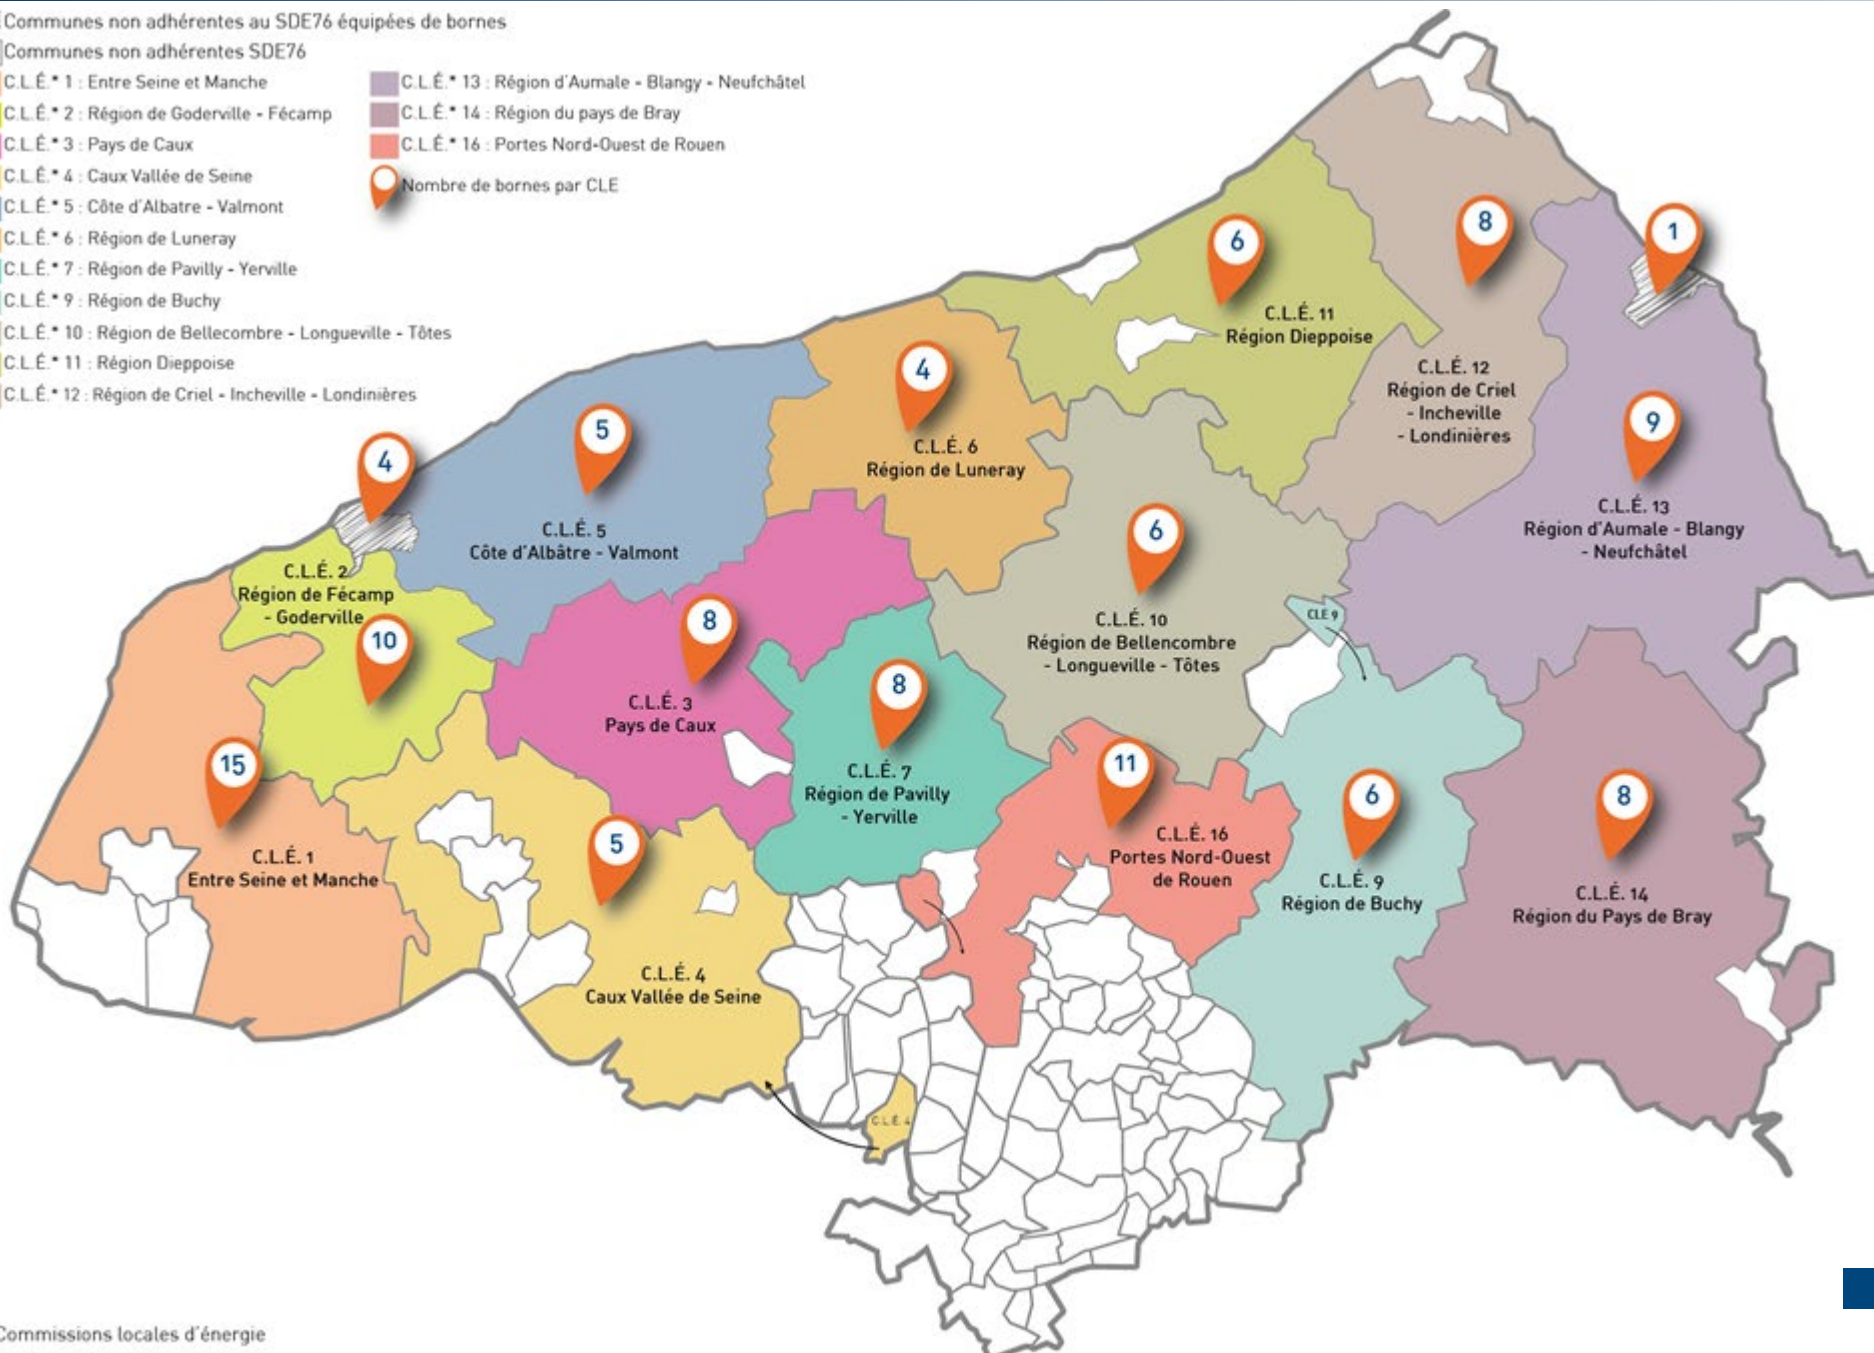 Communes non adhérentes au SDE76 équipées de bornes
Communes non adhérentes SDE76
C.L.É.* 1 : Entre Seine et Manche
C.L.É.* 2 : Région de Goderville - Fécamp
C.L.É.* 3 : Pays de Caux
C.L.É.* 4 : Caux Vallée de Seine
C.L.É.* 5 : Côte d'Albatre - Valmont
C.L.É.* 6 : Région de Luneray
C.L.É.* 7 : Région de Pavilly - Yerville
C.L.É.* 9 : Région de Buchy
C.L.É.* 10 : Région de Bellecombre - Longueville - Tôtes
C.L.É.* 11 : Région Dieppoise
C.L.É.* 12 : Région de Criel - Incheville - Londinières
C.L.É.* 13 : Région d'Aumale - Blangy - Neufchâtel
C.L.É.* 14 : Région du pays de Bray
C.L.É.* 16 : Portes Nord-Ouest de Rouen
Nombre de bornes par CLE
8
1
6
C.L.É. 11
Région Dieppoise
C.L.É. 12
Région de Criel
- Incheville
- Londinières
4
C.L.É. 6
Région de Luneray
9
C.L.É. 13
Région d'Aumale - Blangy
- Neufchâtel
5
C.L.É. 5
Côte d'Albâtre - Valmont
4
C.L.É. 2
Région de Fécamp
- Goderville
10
6
C.L.É. 10
Région de Bellencombre
- Longueville - Tôtes
CLE 9
8
C.L.É. 3
Pays de Caux
8
C.L.É. 7
Région de Pavilly
- Yerville
15
C.L.É. 1
Entre Seine et Manche
11
C.L.É. 16
Portes Nord-Ouest
de Rouen
6
C.L.É. 9
Région de Buchy
8
C.L.É. 14
Région du Pays de Bray
5
C.L.É. 4
Caux Vallée de Seine
C.L.É. 4
Commissions locales d'énergie